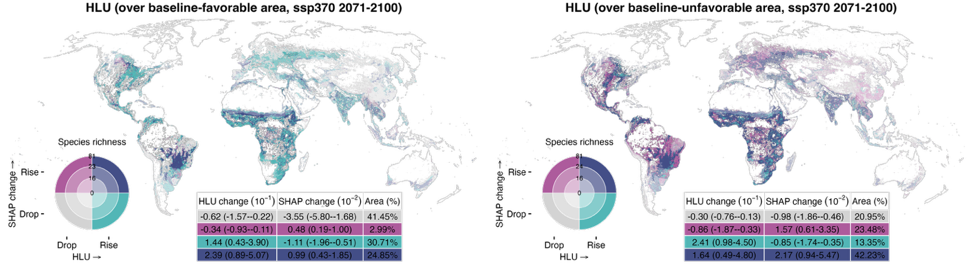 HLU (over baseline-favorable area, ssp370 2071-2100)
Species richness
81
23
16
0
SHAP change →
Rise
Drop
Drop Rise
HLU →
HLU change (10⁻¹) SHAP change (10⁻²) Area (%)
-0.62 (-1.57--0.22) -3.55 (-5.80--1.68) 41.45%
-0.34 (-0.93--0.11) 0.48 (0.19-1.00) 2.99%
1.44 (0.43-3.90) -1.11 (-1.96--0.51) 30.71%
2.39 (0.89-5.07) 0.99 (0.43-1.85) 24.85%
HLU (over baseline-unfavorable area, ssp370 2071-2100)
Species richness
81
24
16
0
SHAP change →
Rise
Drop
Drop Rise
HLU →
HLU change (10⁻¹) SHAP change (10⁻²) Area (%)
-0.30 (-0.76--0.13) -0.98 (-1.86--0.46) 20.95%
-0.86 (-1.87--0.33) 1.57 (0.61-3.35) 23.48%
2.41 (0.98-4.50) -0.85 (-1.74--0.35) 13.35%
1.64 (0.49-4.80) 2.17 (0.94-5.47) 42.23%